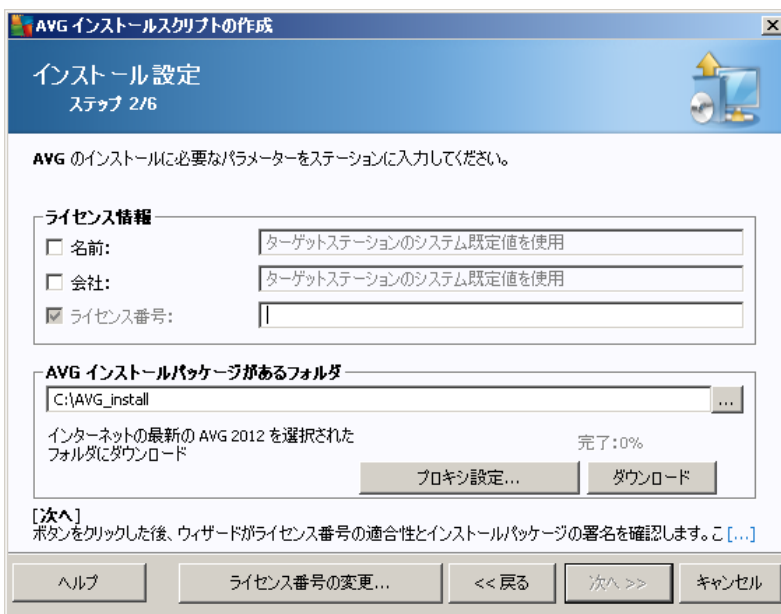 AVG インストールスクリプトの作成
インストール設定
ステップ 2/6
AVG のインストールに必要なパラメーターをステーションに入力してください。
ライセンス情報
名前:
ターゲットステーションのシステム既定値を使用
会社:
ターゲットステーションのシステム既定値を使用
ライセンス番号:
AVG インストールパッケージがあるフォルダ
C:\AVG_install
...
インターネットの最新の AVG 2012 を選択された
フォルダにダウンロード
完了:0%
プロキシ設定...
ダウンロード
[次へ]
ボタンをクリックした後、ウィザードがライセンス番号の適合性とインストールパッケージの署名を確認します。こ [...]
ヘルプ
ライセンス番号の変更...
<< 戻る
次へ >>
キャンセル